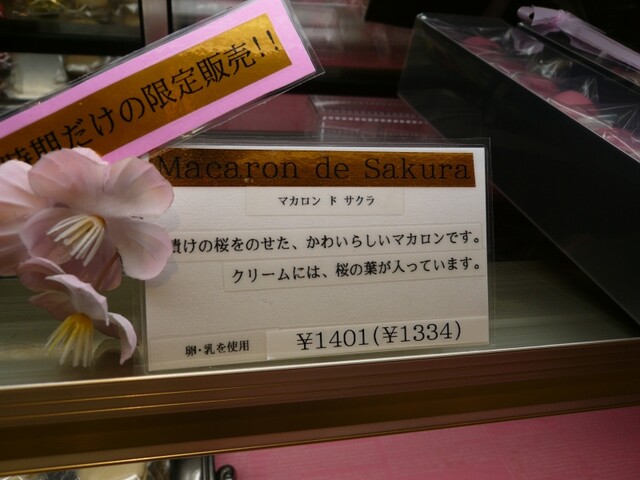 時期だけの限定販売!!
Macaron de Sakura
マカロン ド サクラ
漬けの桜をのせた、かわいらしいマカロンです。
クリームには、桜の葉が入っています。
卵・乳を使用
¥1401(¥1334)